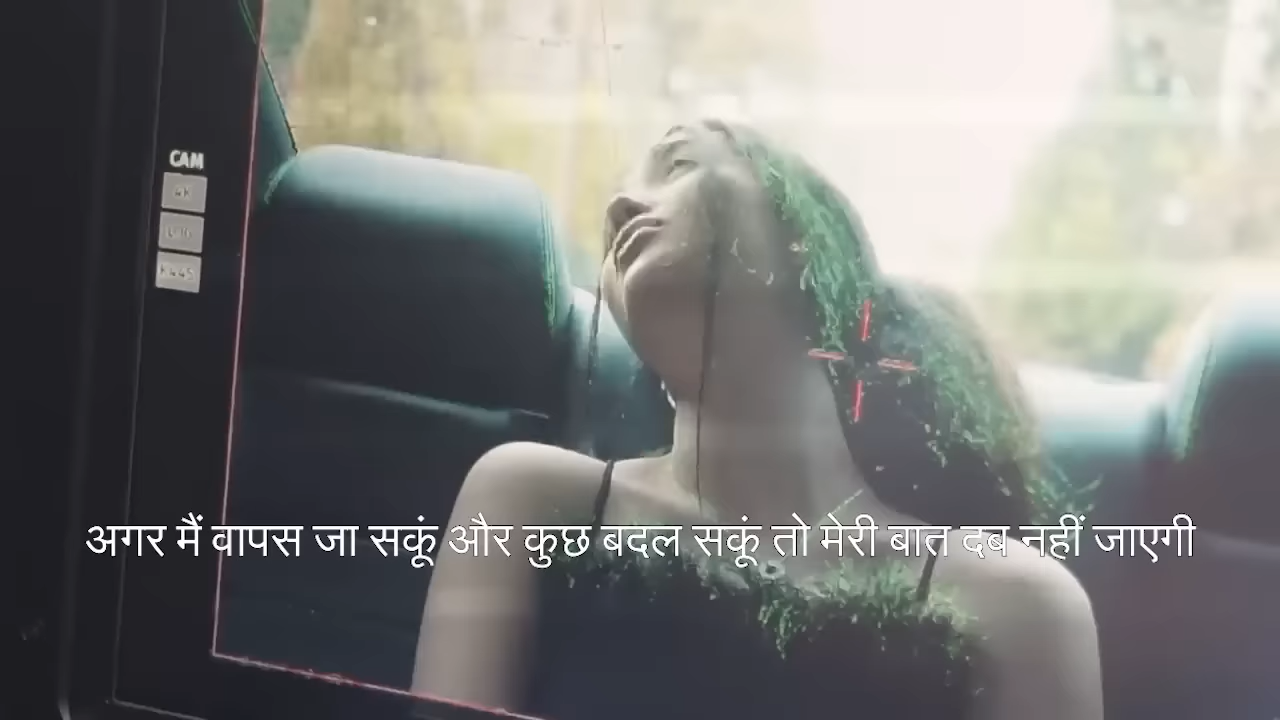 CAM
अगर मैं वापस जा सकूं और कुछ बदल सकूं तो मेरी बात दब नहीं जाएगी